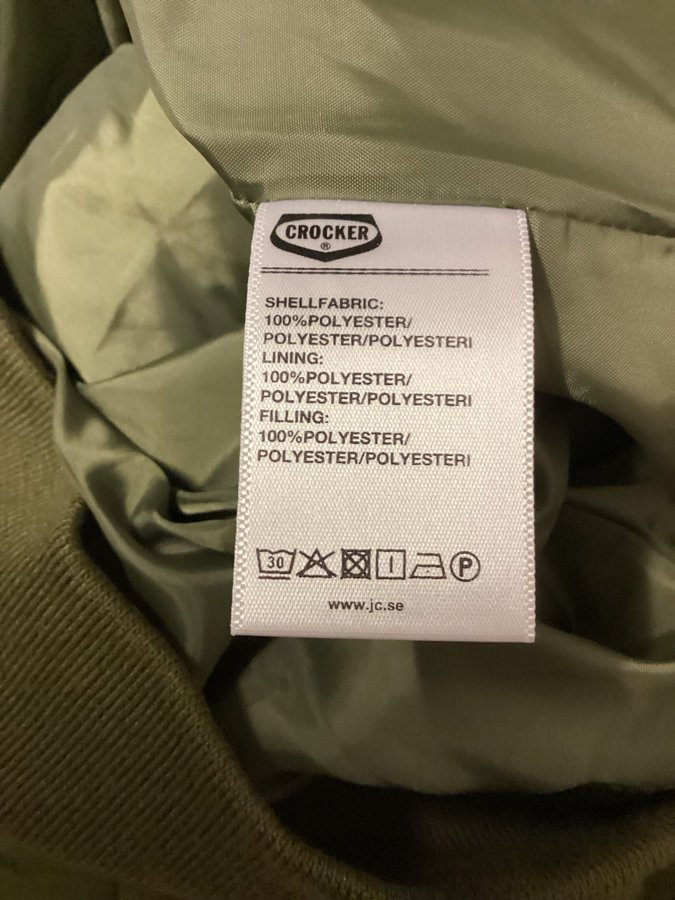 CROCKER
®
SHELLFABRIC:
100%POLYESTER/
POLYESTER/POLYESTERI
LINING:
100%POLYESTER/
POLYESTER/POLYESTERI
FILLING:
100%POLYESTER/
POLYESTER/POLYESTERI
30 P
www.jc.se